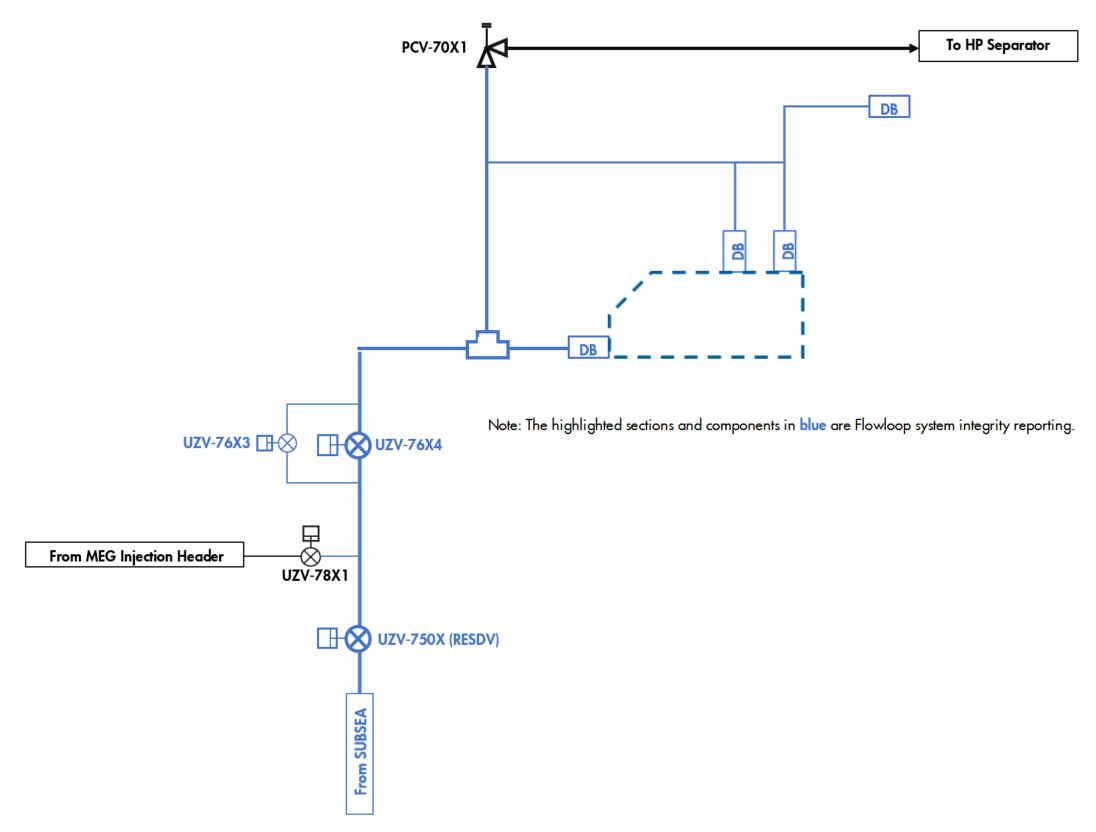 PCV-70X1
To HP Separator
DB
DB
DB
DB
Note: The highlighted sections and components in blue are Flowloop system integrity reporting.
UZV-76X3
UZV-76X4
From MEG Injection Header
UZV-78X1
UZV-750X (RESDV)
From SUBSEA